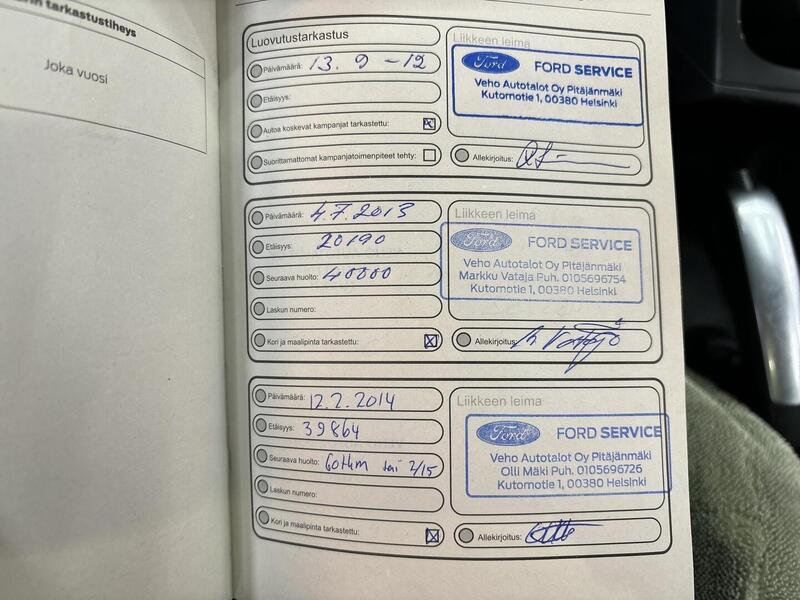 rin tarkastustiheys
Joka vuosi
Luovutustarkastus
Päivämäärä: 13. 9 -12
Etäisyys:
Autoa koskevat kampanjat tarkastettu:
Suorittamattomat kampanjatoimenpiteet tehty:
Liikkeen leima
Ford FORD SERVICE
Veho Autotalot Oy Pitäjänmäki
Kutomotie 1, 00380 Helsinki
Allekirjoitus:
Päivämäärä: 4.7.2013
Etäisyys: 20190
Seuraava huolto: 40000
Laskun numero:
Kori ja maalipinta tarkastettu:
Liikkeen leima
Ford FORD SERVICE
Veho Autotalot Oy Pitäjänmäki
Markku Vataja Puh. 0105696754
Kutomotie 1, 00380 Helsinki
Allekirjoitus:
Päivämäärä: 12.2.2014
Etäisyys: 39864
Seuraava huolto: 60tkm tai 2/15
Laskun numero:
Kori ja maalipinta tarkastettu:
Liikkeen leima
Ford FORD SERVICE
Veho Autotalot Oy Pitäjänmäki
Olli Mäki Puh. 0105696726
Kutomotie 1, 00380 Helsinki
Allekirjoitus: